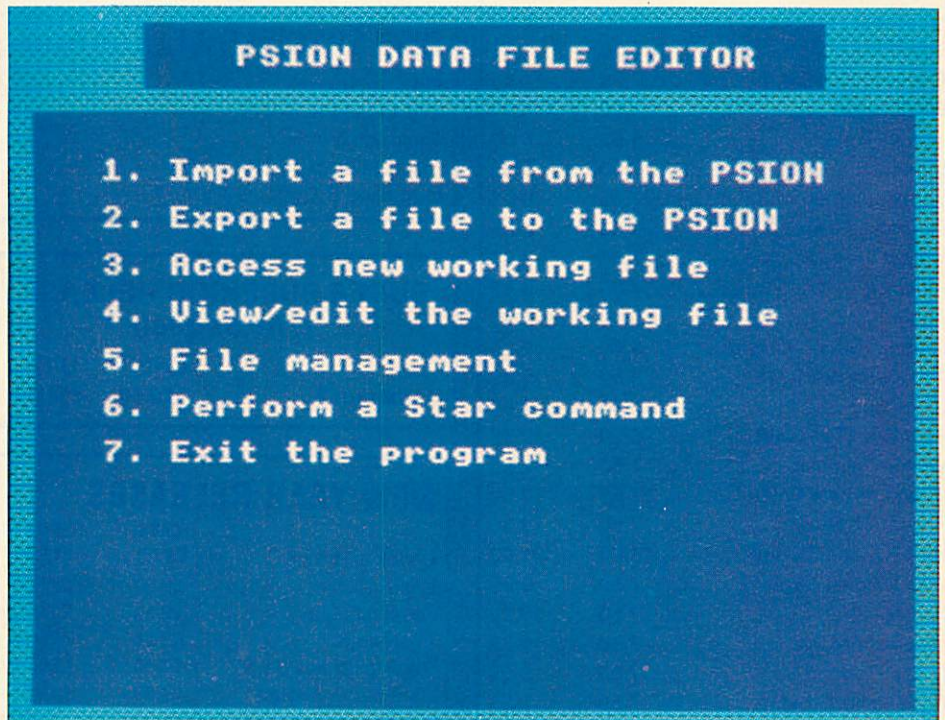 PSION DATA FILE EDITOR
1. Import a file from the PSION
2. Export a file to the PSION
3. Access new working file
4. View/edit the working file
5. File management
6. Perform a Star command
7. Exit the program